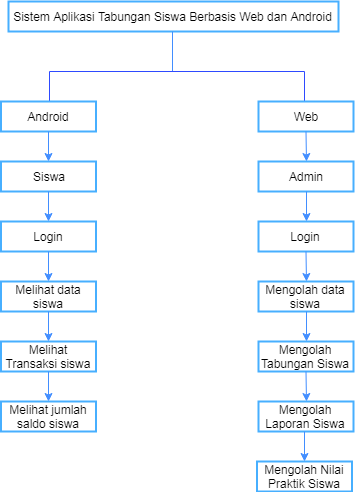 Sistem Aplikasi Tabungan Siswa Berbasis Web dan Android
Android
Web
Siswa
Admin
Login
Login
Melihat data
siswa
Mengolah data
siswa
Melihat
Transaksi siswa
Mengolah
Tabungan Siswa
Melihat jumlah
saldo siswa
Mengolah
Laporan Siswa
Mengolah Nilai
Praktik Siswa